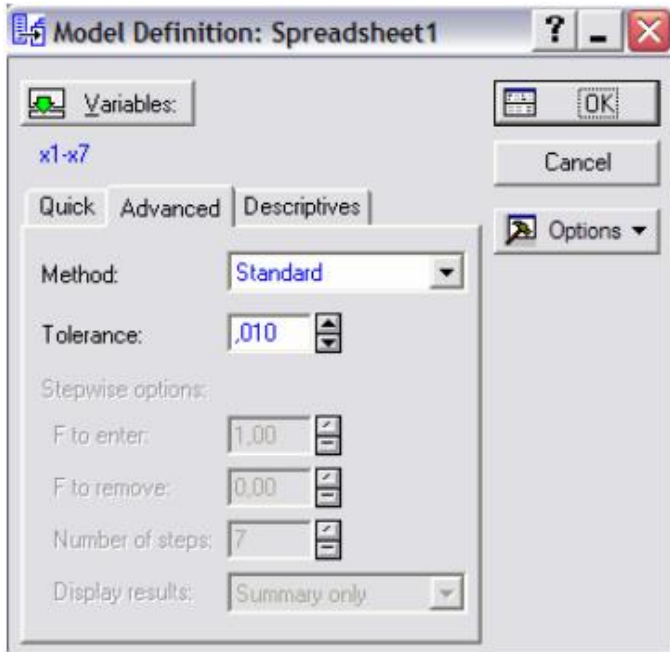 Model Definition: Spreadsheet1
Variables:
OK
x1-x7
Cancel
Quick Advanced Descriptives
Options
Method: Standard
Tolerance: ,010
Stepwise options:
F to enter: 1,00
F to remove: 0,00
Number of steps: 7
Display results: Summary only